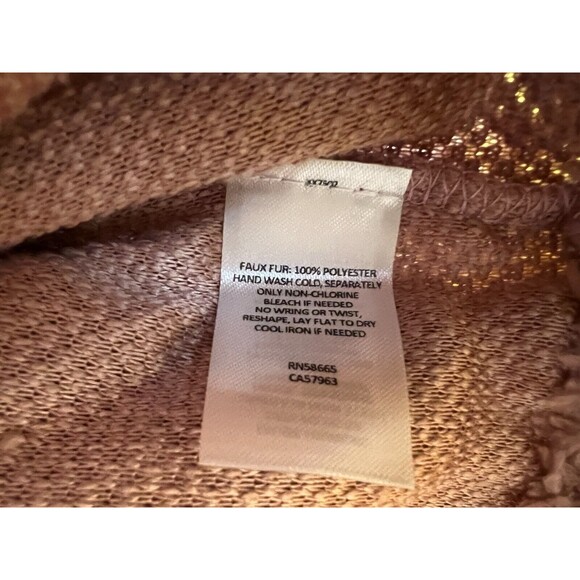 FAUX FUR: 100% POLYESTER
HAND WASH COLD, SEPARATELY
ONLY NON-CHLORINE
BLEACH IF NEEDED
NO WRING OR TWIST,
RESHAPE, LAY FLAT TO DRY
COOL IRON IF NEEDED
RN58665
CA57963